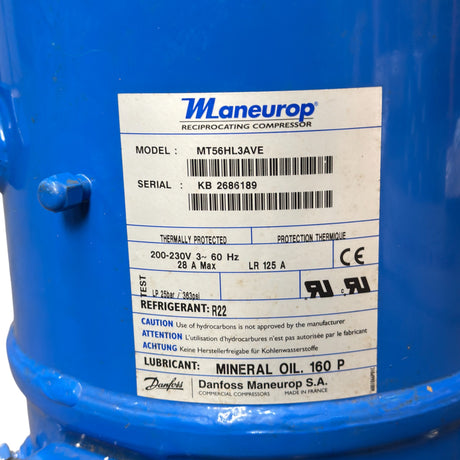 Maneurop®
RECIPROCATING COMPRESSOR
MODEL : MT56HL3AVE
SERIAL : KB 2686189
THERMALLY PROTECTED PROTECTION THERMIQUE
200-230V 3~ 60 Hz
28 A Max LR 125 A
CE
TEST
LP 25bar / 363psi
REFRIGERANT: R22
CAUTION Use of hydrocarbons is not approved by the manufacturer
ATTENTION L'utilisation d'hydrocarbures n'est pas autorisée par le fabricant
ACHTUNG Keine Herstellerfreigabe für Kohlenwasserstoffe
LUBRICANT: MINERAL OIL. 160 P
Danfoss Danfoss Maneurop S.A.
COMMERCIAL COMPRESSORS MADE IN FRANCE